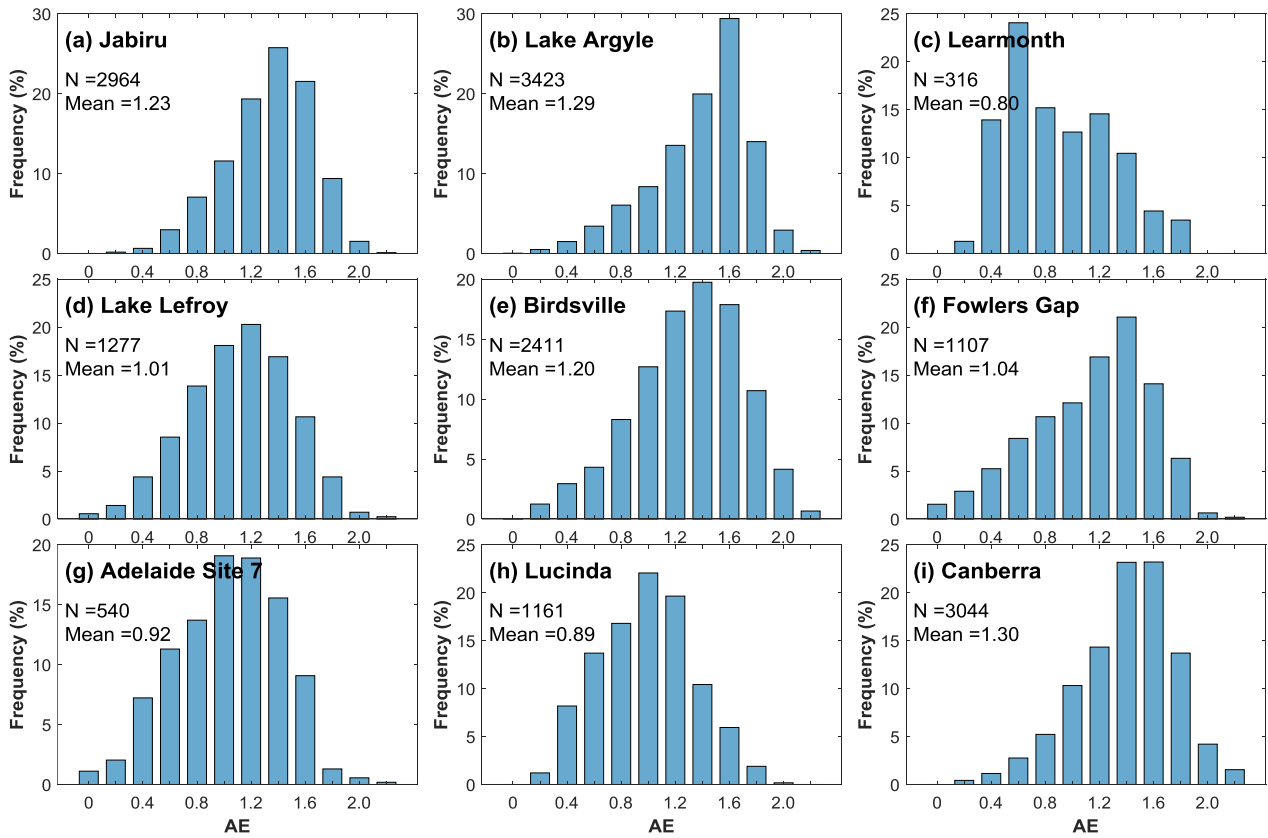 (a) Jabiru
N =2964
Mean =1.23
Frequency (%)
30
20
10
0
0 0.4 0.8 1.2 1.6 2.0
(b) Lake Argyle
N =3423
Mean =1.29
Frequency (%)
30
20
10
0
0 0.4 0.8 1.2 1.6 2.0
(c) Learmonth
N =316
Mean =0.80
Frequency (%)
25
20
15
10
5
0
0 0.4 0.8 1.2 1.6 2.0
(d) Lake Lefroy
N =1277
Mean =1.01
Frequency (%)
25
20
15
10
5
0
0 0.4 0.8 1.2 1.6 2.0
(e) Birdsville
N =2411
Mean =1.20
Frequency (%)
20
15
10
5
0
0 0.4 0.8 1.2 1.6 2.0
(f) Fowlers Gap
N =1107
Mean =1.04
Frequency (%)
25
20
15
10
5
0
0 0.4 0.8 1.2 1.6 2.0
(g) Adelaide Site 7
N =540
Mean =0.92
Frequency (%)
20
15
10
5
0
0 0.4 0.8 1.2 1.6 2.0
AE
(h) Lucinda
N =1161
Mean =0.89
Frequency (%)
25
20
15
10
5
0
0 0.4 0.8 1.2 1.6 2.0
AE
(i) Canberra
N =3044
Mean =1.30
Frequency (%)
25
20
15
10
5
0
0 0.4 0.8 1.2 1.6 2.0
AE